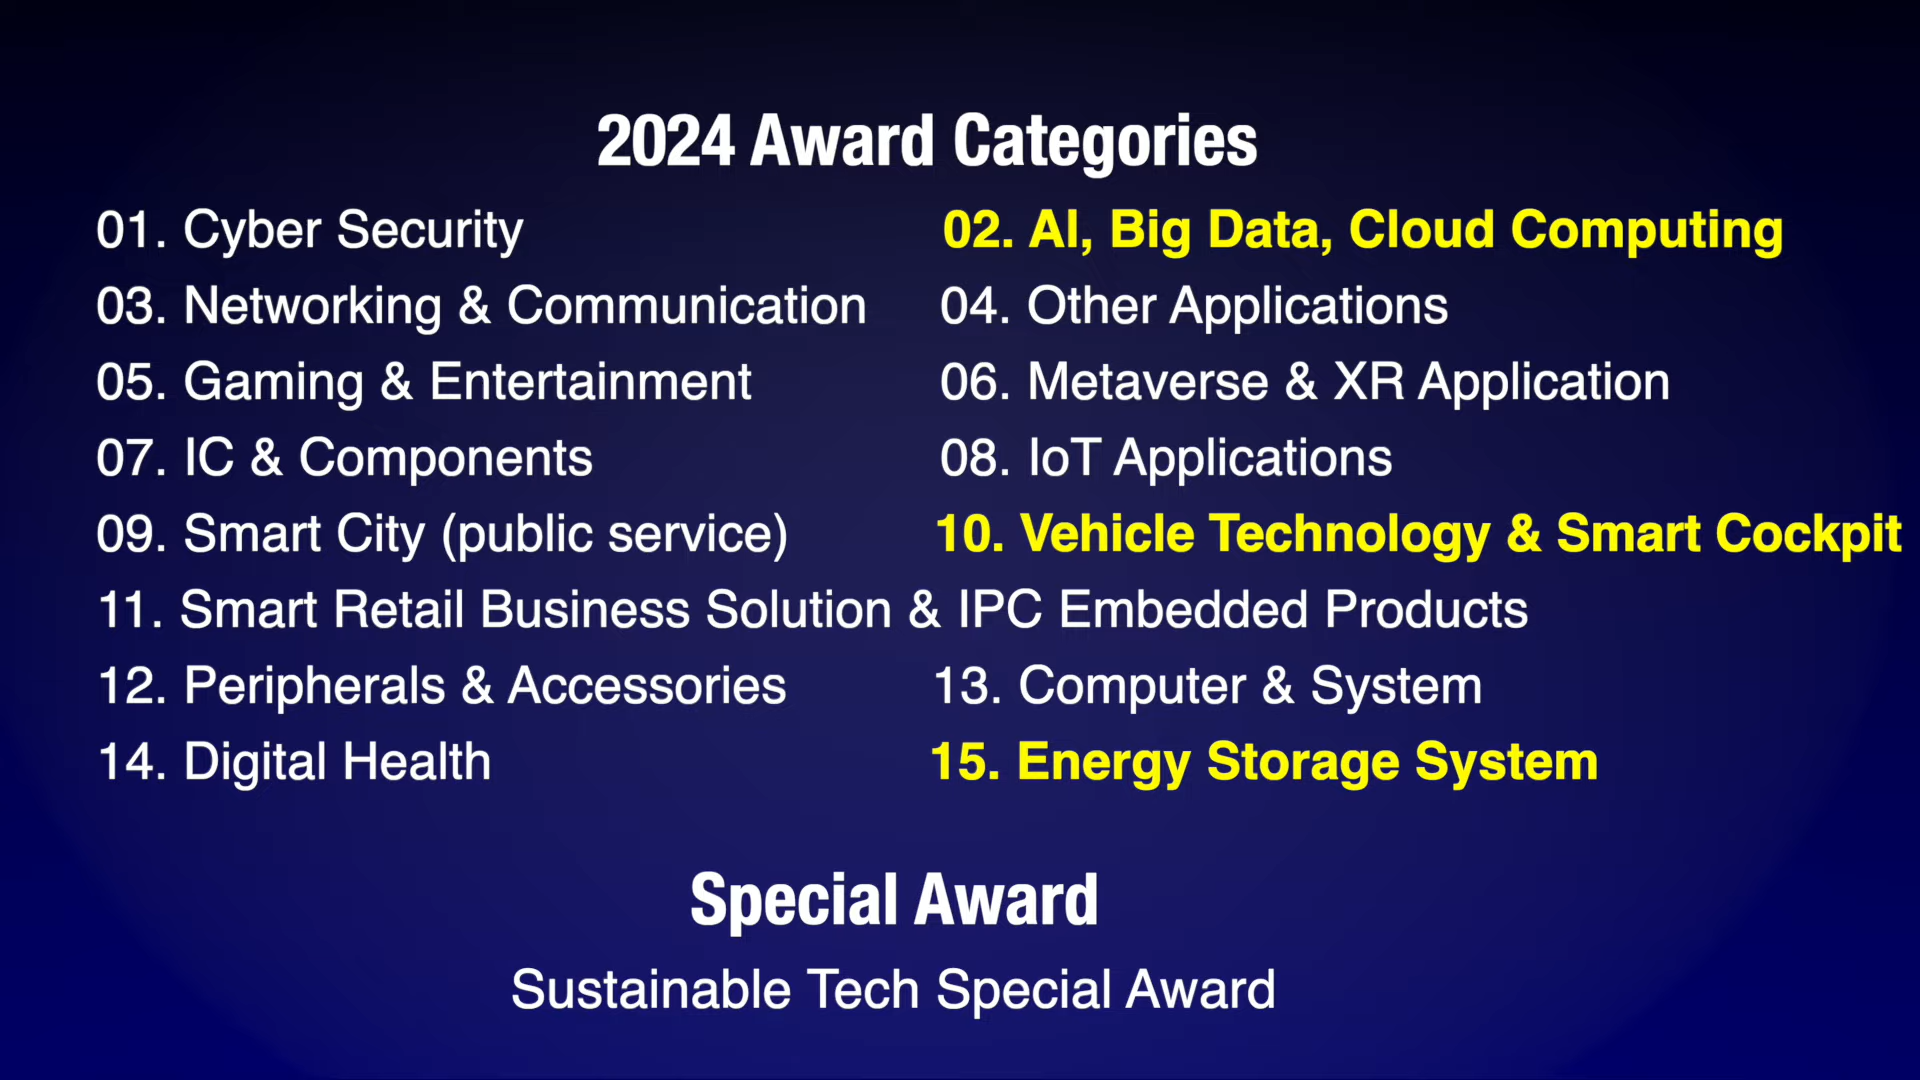 2024 Award Categories
01. Cyber Security
02. AI, Big Data, Cloud Computing
03. Networking & Communication
04. Other Applications
05. Gaming & Entertainment
06. Metaverse & XR Application
07. IC & Components
08. IoT Applications
09. Smart City (public service)
10. Vehicle Technology & Smart Cockpit
11. Smart Retail Business Solution & IPC Embedded Products
12. Peripherals & Accessories
13. Computer & System
14. Digital Health
15. Energy Storage System
Special Award
Sustainable Tech Special Award